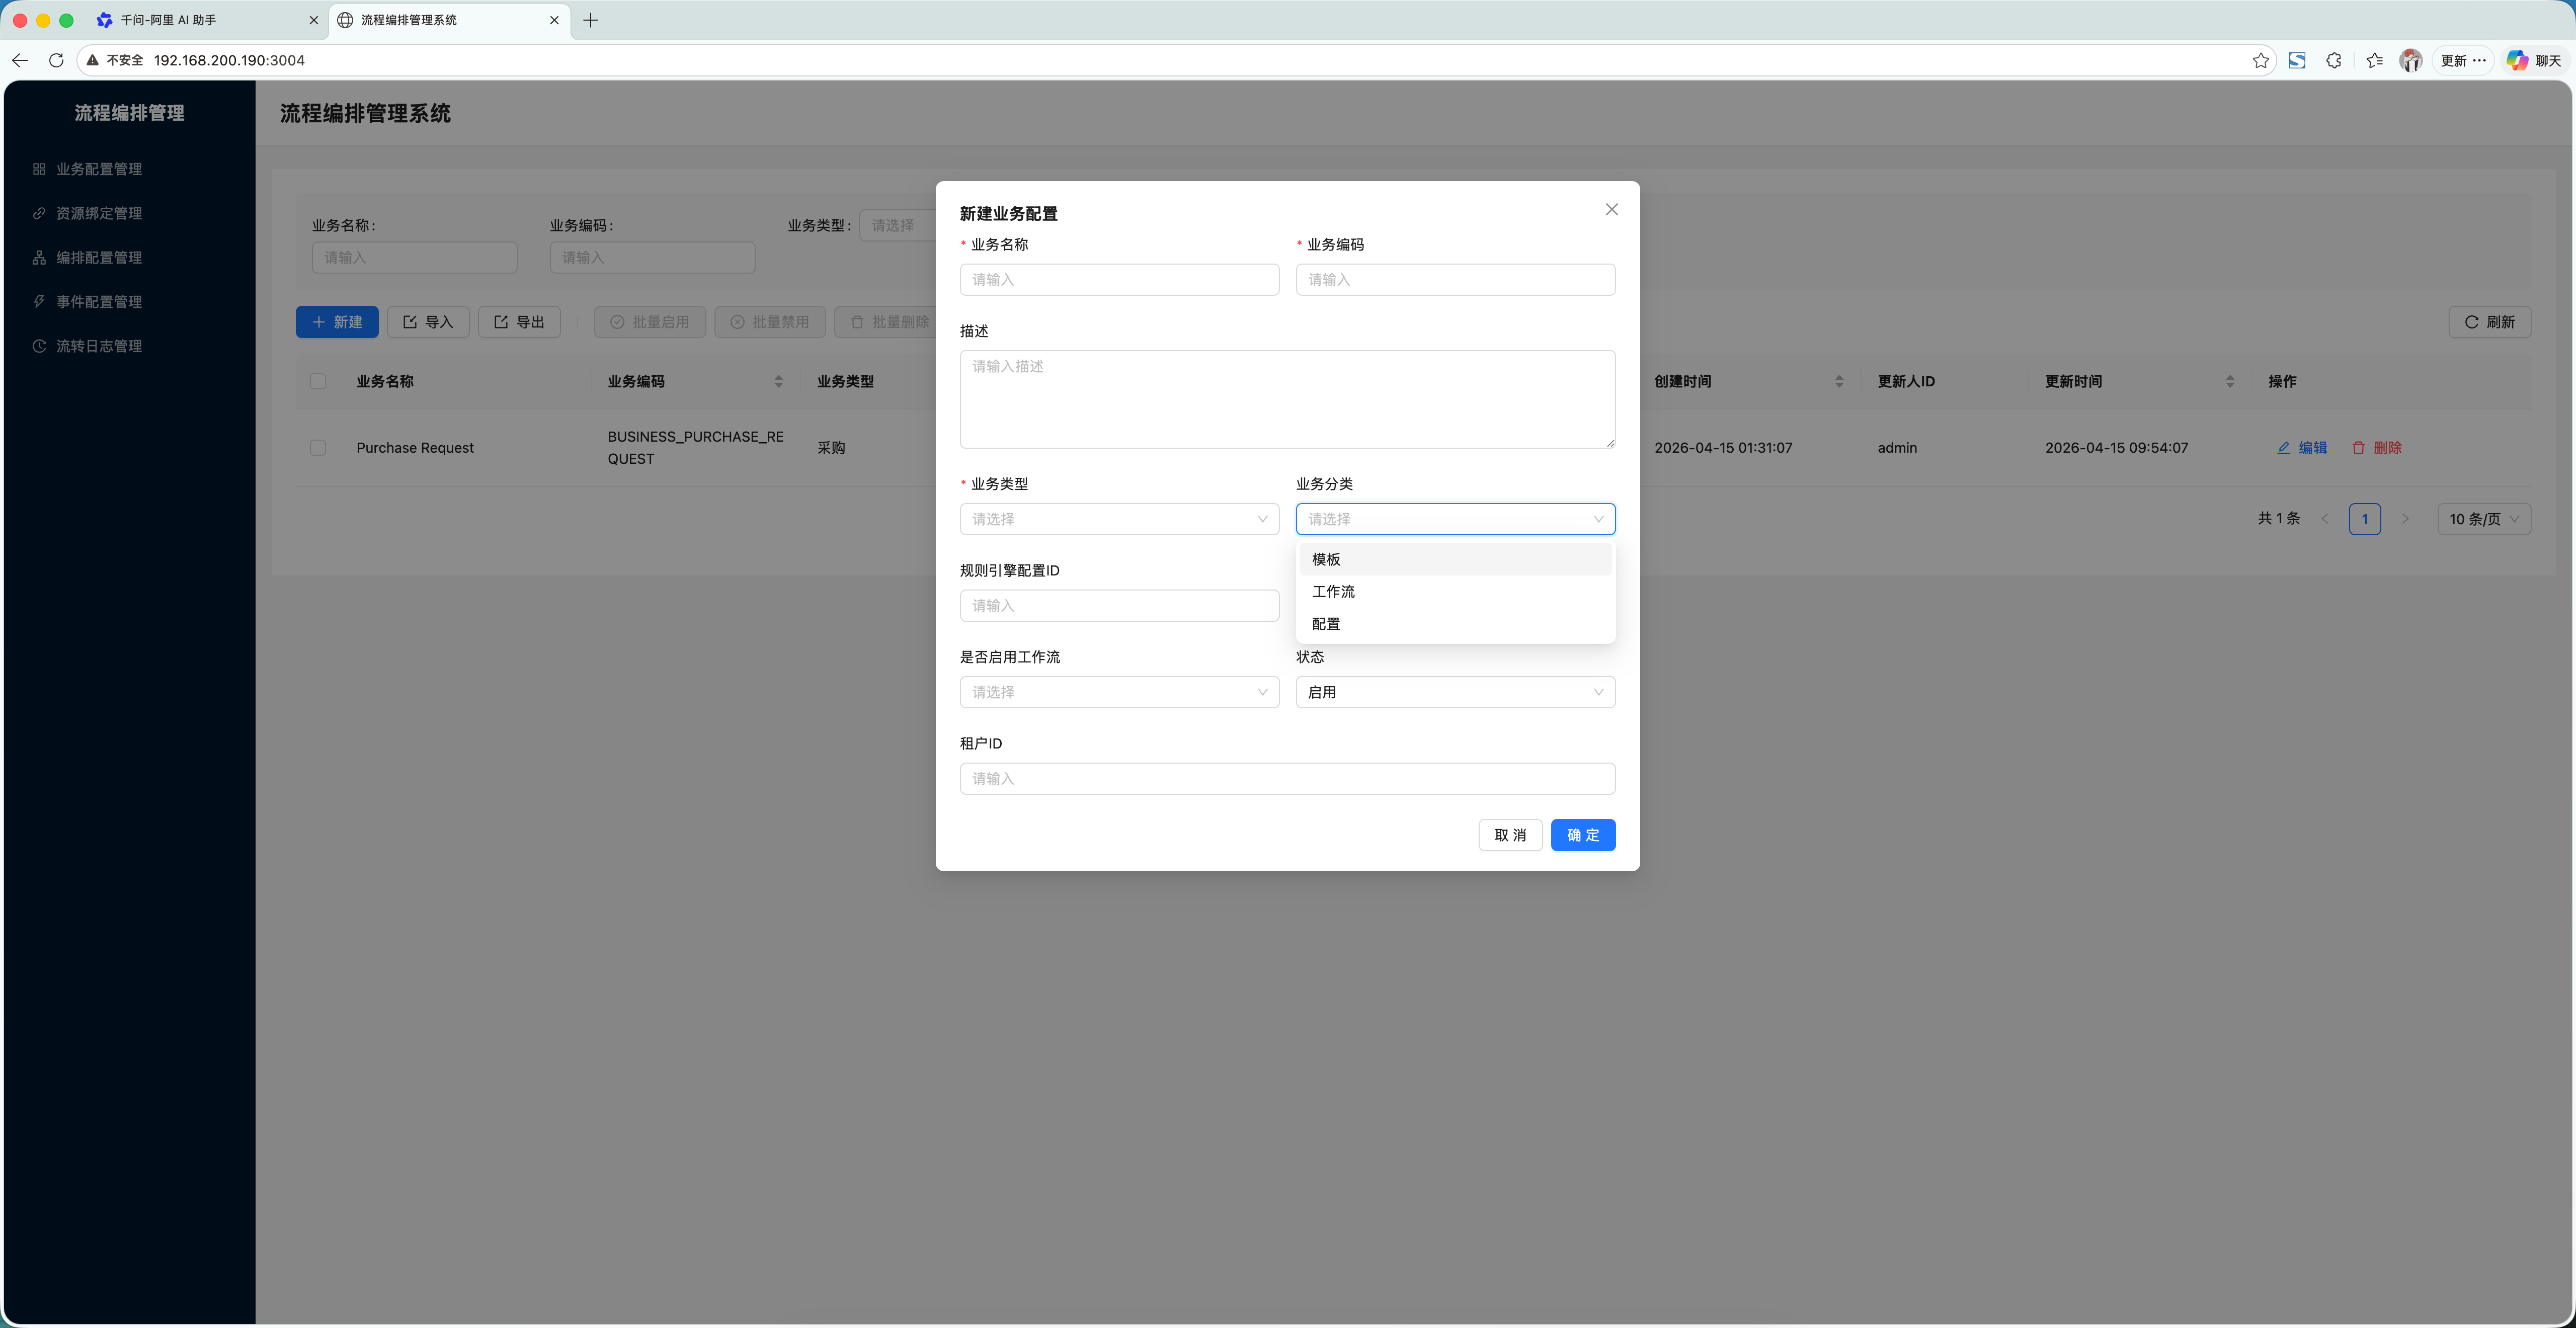 千问-阿里 AI 助手
流程编排管理系统
不安全 192.168.200.190:3004
更新
聊天
流程编排管理
流程编排管理系统
业务配置管理
资源绑定管理
编排配置管理
事件配置管理
流转日志管理
业务名称:
请输入
业务编码:
请输入
业务类型: 请选择
新建 导入 导出 批量启用 批量禁用 批量删除 刷新
业务名称 业务编码 业务类型 创建时间 更新人ID 更新时间 操作
Purchase Request BUSINESS_PURCHASE_RE
QUEST 采购 2026-04-15 01:31:07 admin 2026-04-15 09:54:07 编辑 删除
共 1 条 1 10 条/页
新建业务配置
* 业务名称
请输入
* 业务编码
请输入
描述
请输入描述
* 业务类型
请选择
业务分类
请选择
模板
工作流
配置
规则引擎配置ID
请输入
是否启用工作流
请选择
状态
启用
租户ID
请输入
取 消 确 定